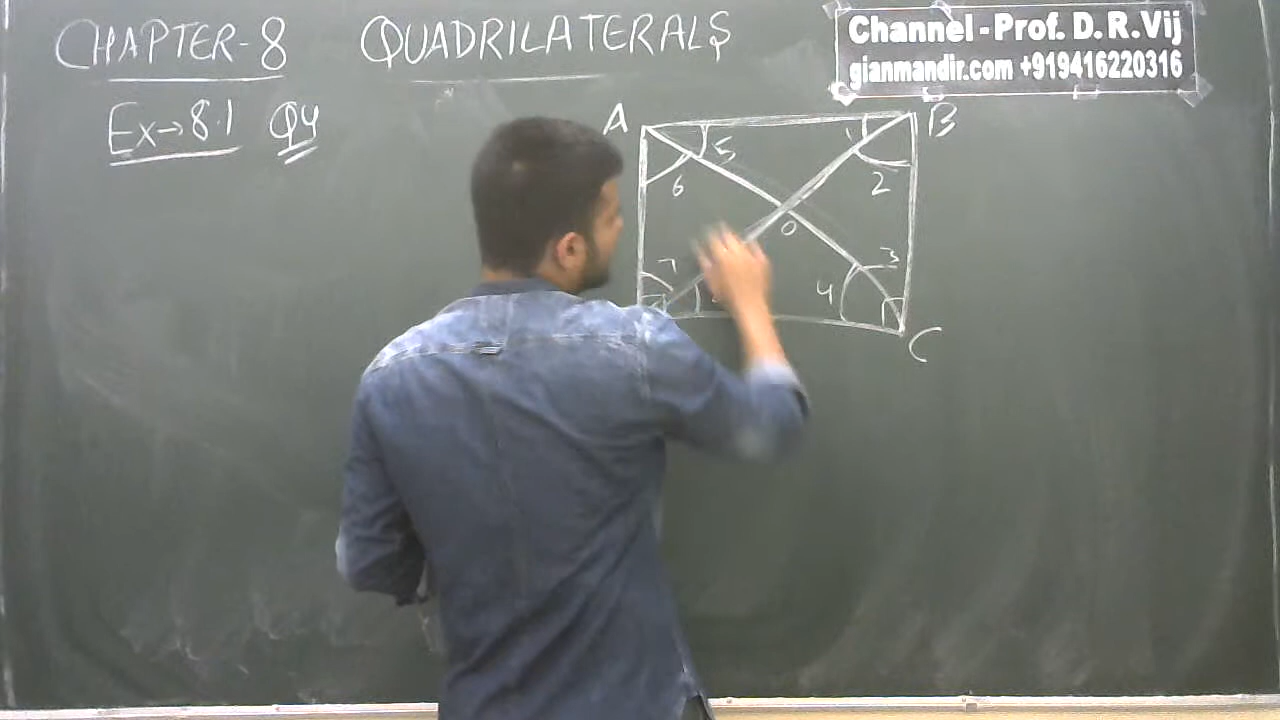 CHAPTER-8 QUADRILATERALS
Channel - Prof. D. R. Vij
gianmandir.com +919416220316
Ex→8.1 Q4
A B
5 1
6 2
O
7 3
4
C